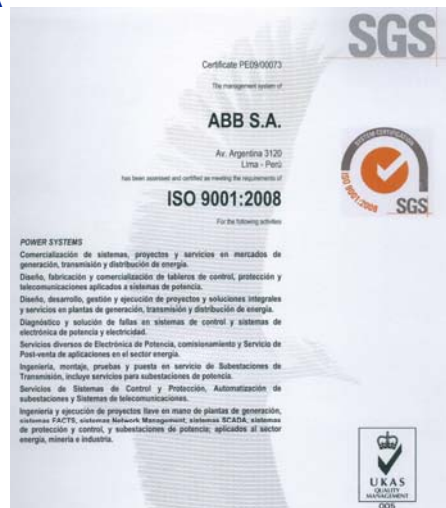 SGS
Certificate PE09/00073
The management system of
ABB S.A.
Av. Argentina 3120
Lima - Perú
has been assessed and certified as meeting the requirements of
ISO 9001:2008
For the following activities
SYSTEM CERTIFICATION
ISO 9001:2008
SGS
POWER SYSTEMS
Comercialización de sistemas, proyectos y servicios en mercados de
generación, transmisión y distribución de energía.
Diseño, fabricación y comercialización de tableros de control, protección y
telecomunicaciones aplicados a sistemas de potencia.
Diseño, desarrollo, gestión y ejecución de proyectos y soluciones integrales
y servicios en plantas de generación, transmisión y distribución de energía.
Diagnóstico y solución de fallas en sistemas de control y sistemas de
electrónica de potencia y electricidad.
Servicios diversos de Electrónica de Potencia, comisionamiento y Servicio de
Post-venta de aplicaciones en el sector energía.
Ingeniería, montaje, pruebas y puesta en servicio de Subestaciones de
Transmisión, incluye servicios para subestaciones de potencia.
Servicios de Sistemas de Control y Protección, Automatización de
subestaciones y Sistemas de telecomunicaciones.
Ingeniería y ejecución de proyectos llave en mano de plantas de generación,
sistemas FACTS, sistemas Network Management, sistemas SCADA, sistemas
de protección y control, y subestaciones de potencia; aplicados al sector
energía, minería e industria.
UKAS
QUALITY
MANAGEMENT
005